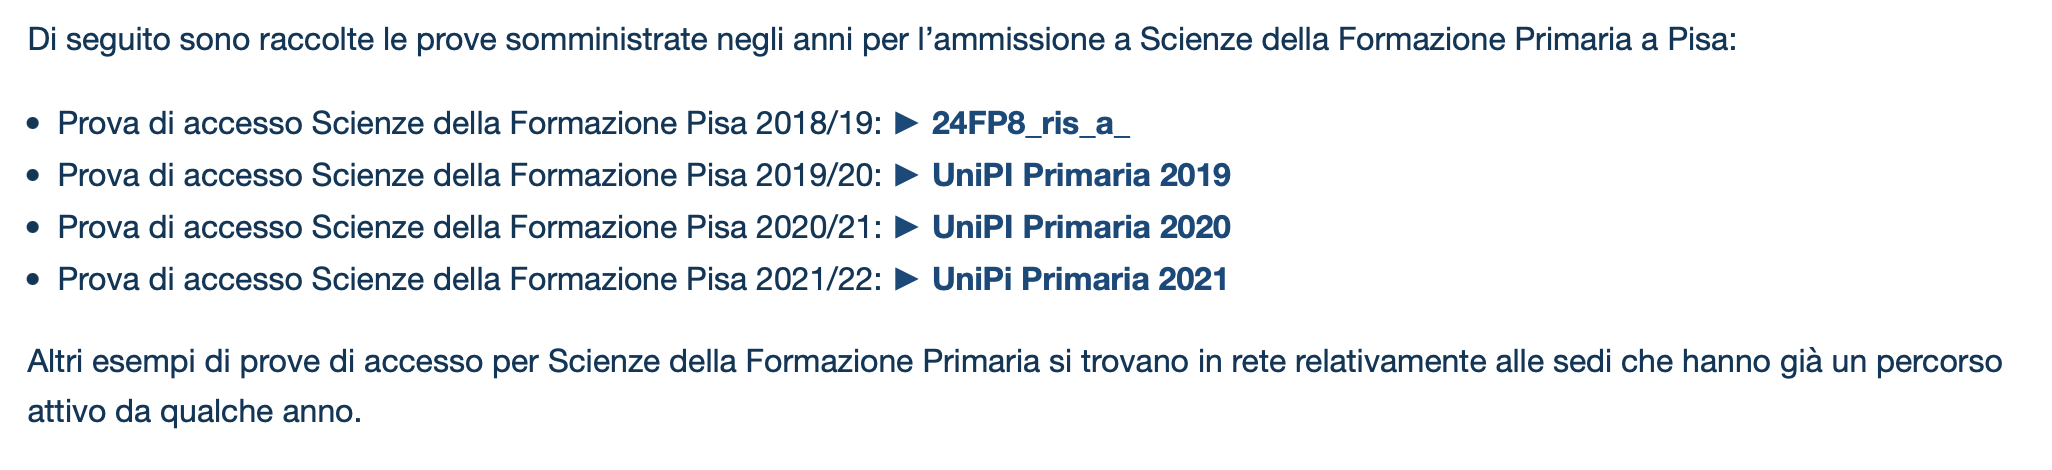 Di seguito sono raccolte le prove somministrate negli anni per l’ammissione a Scienze della Formazione Primaria a Pisa:
• Prova di accesso Scienze della Formazione Pisa 2018/19: ► 24FP8_ris_a_
• Prova di accesso Scienze della Formazione Pisa 2019/20: ► UniPI Primaria 2019
• Prova di accesso Scienze della Formazione Pisa 2020/21: ► UniPI Primaria 2020
• Prova di accesso Scienze della Formazione Pisa 2021/22: ► UniPi Primaria 2021
Altri esempi di prove di accesso per Scienze della Formazione Primaria si trovano in rete relativamente alle sedi che hanno già un percorso
attivo da qualche anno.